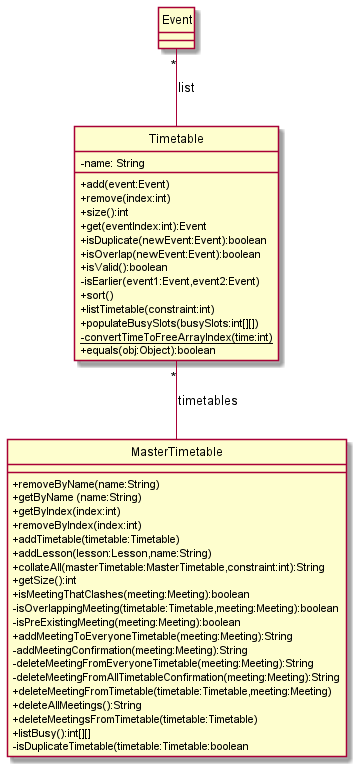 Event
*
list
Timetable
-name: String
+add(event:Event)
+remove(index:int)
+size():int
+get(eventIndex:int):Event
+isDuplicate(newEvent:Event):boolean
+isOverlap(newEvent:Event):boolean
+isValid():boolean
-isEarlier(event1:Event,event2:Event)
+sort()
+listTimetable(constraint:int)
+populateBusySlots(busySlots:int[][])
-convertTimeToFreeArrayIndex(time:int)
+equals(obj:Object):boolean
*
timetables
MasterTimetable
+removeByName(name:String)
+getByName (name:String)
+getByIndex(index:int)
+removeByIndex(index:int)
+addTimetable(timetable:Timetable)
+addLesson(lesson:Lesson,name:String)
+collateAll(masterTimetable:MasterTimetable,constraint:int):String
+getSize():int
+isMeetingThatClashes(meeting:Meeting):boolean
-isOverlappingMeeting(timetable:Timetable,meeting:Meeting):boolean
-isPreExistingMeeting(meeting:Meeting):boolean
+addMeetingToEveryoneTimetable(meeting:Meeting):String
-addMeetingConfirmation(meeting:Meeting):String
-deleteMeetingFromEveryoneTimetable(meeting:Meeting):String
-deleteMeetingFromAllTimetableConfirmation(meeting:Meeting):String
+deleteMeetingFromTimetable(timetable:Timetable,meeting:Meeting)
+deleteAllMeetings():String
+deleteMeetingsFromTimetable(timetable:Timetable)
+listBusy():int[][]
-isDuplicateTimetable(timetable:Timetable:boolean